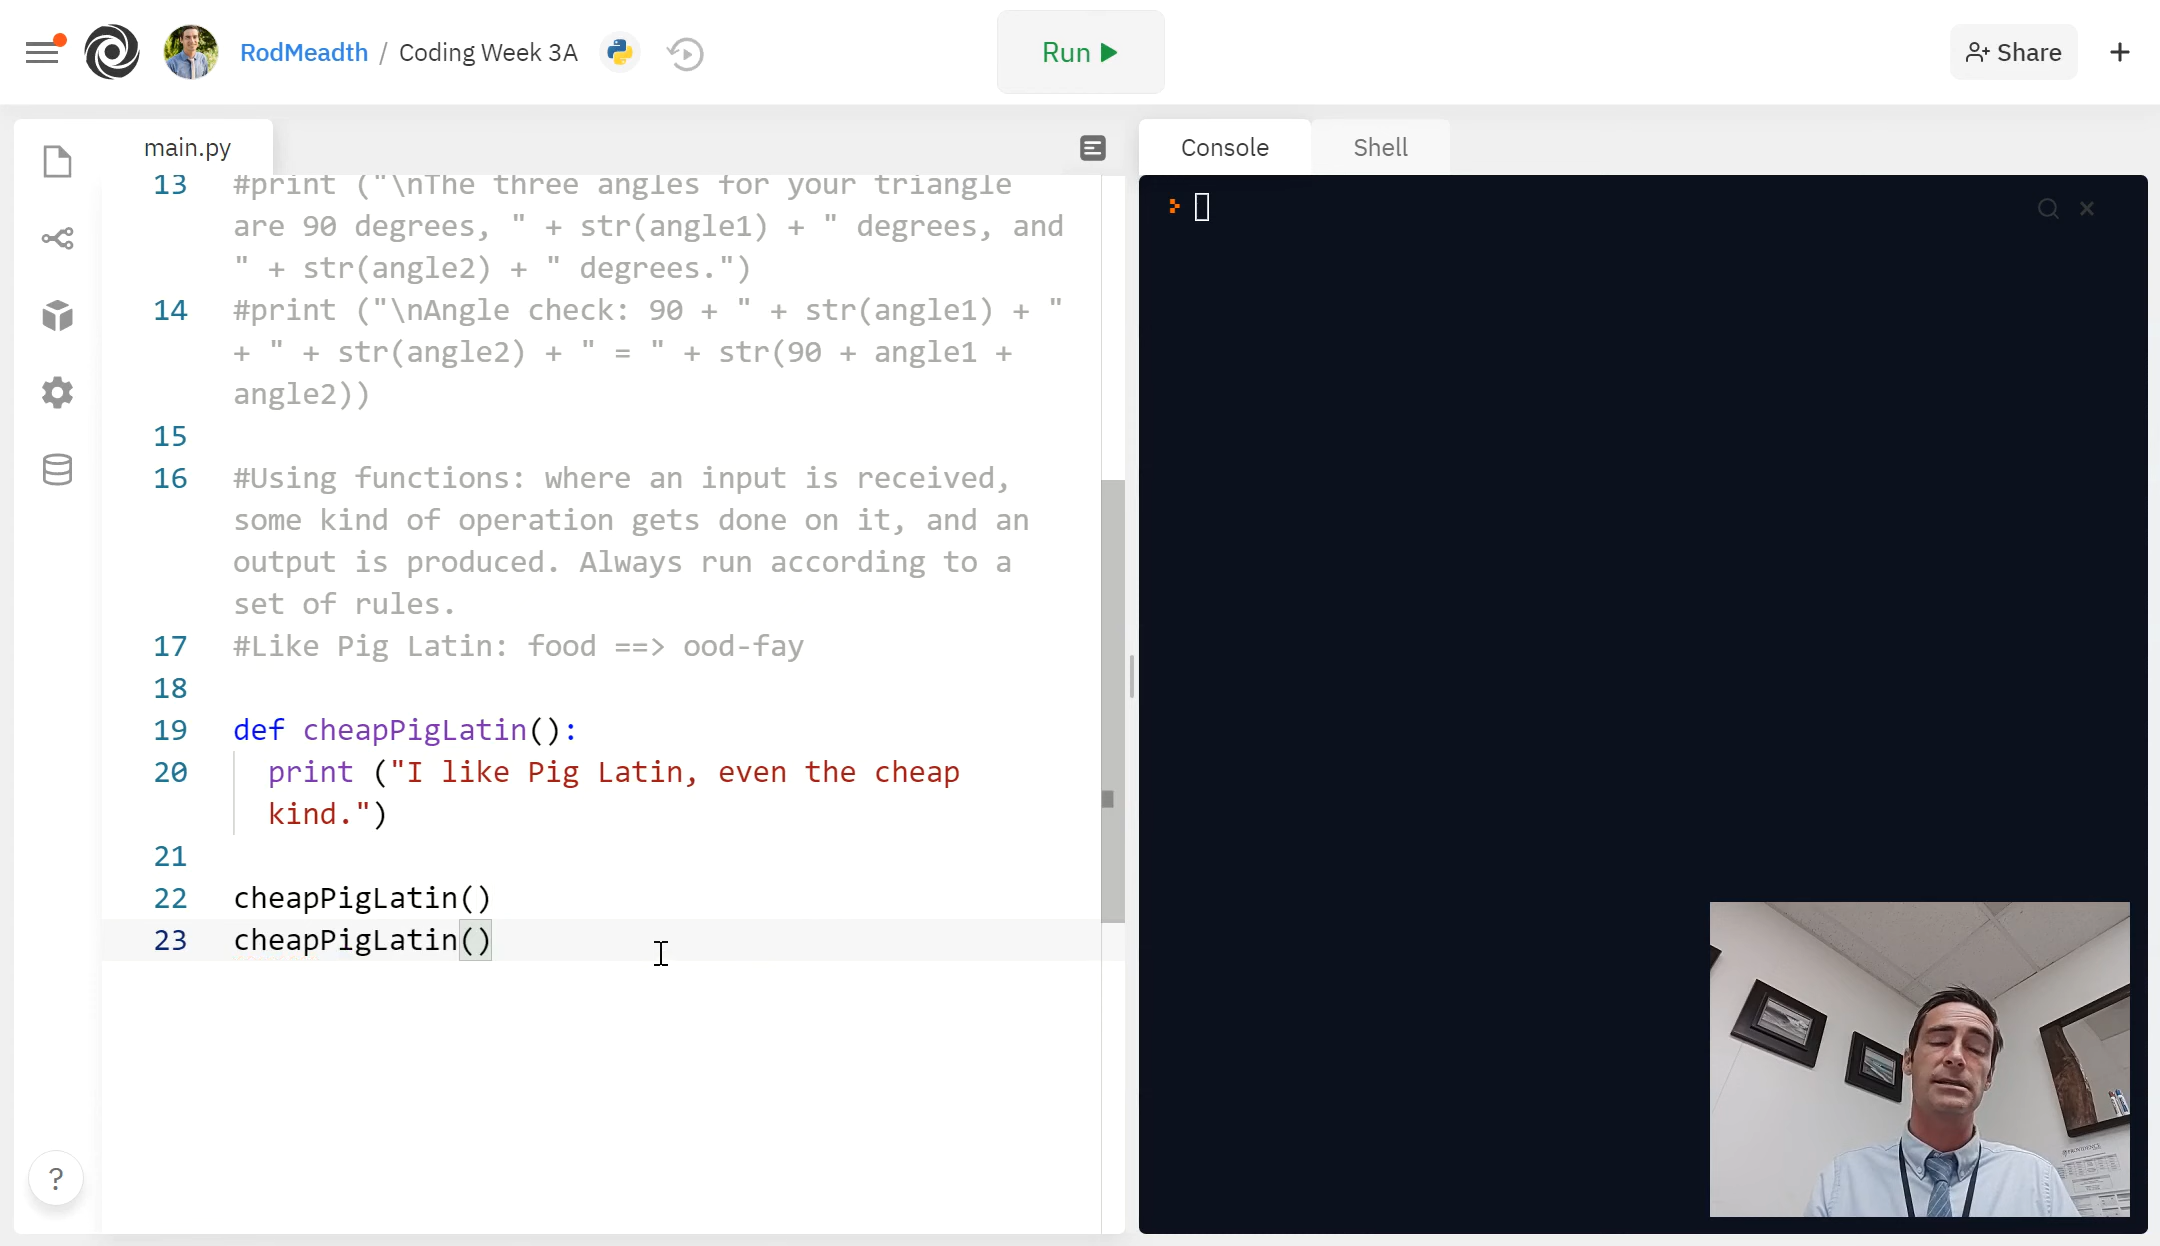 RodMeadth / Coding Week 3A
Run
Share
main.py
Console
Shell
13 #print ("\nThe three angles for your triangle
are 90 degrees, " + str(angle1) + " degrees, and
" + str(angle2) + " degrees.")
14 #print ("\nAngle check: 90 + " + str(angle1) + "
+ " + str(angle2) + " = " + str(90 + angle1 +
angle2))
15
16 #Using functions: where an input is received,
some kind of operation gets done on it, and an
output is produced. Always run according to a
set of rules.
17 #Like Pig Latin: food ==> ood-fay
18
19 def cheapPigLatin():
20 print ("I like Pig Latin, even the cheap
kind.")
21
22 cheapPigLatin()
23 cheapPigLatin()
?
PROVIDENCE